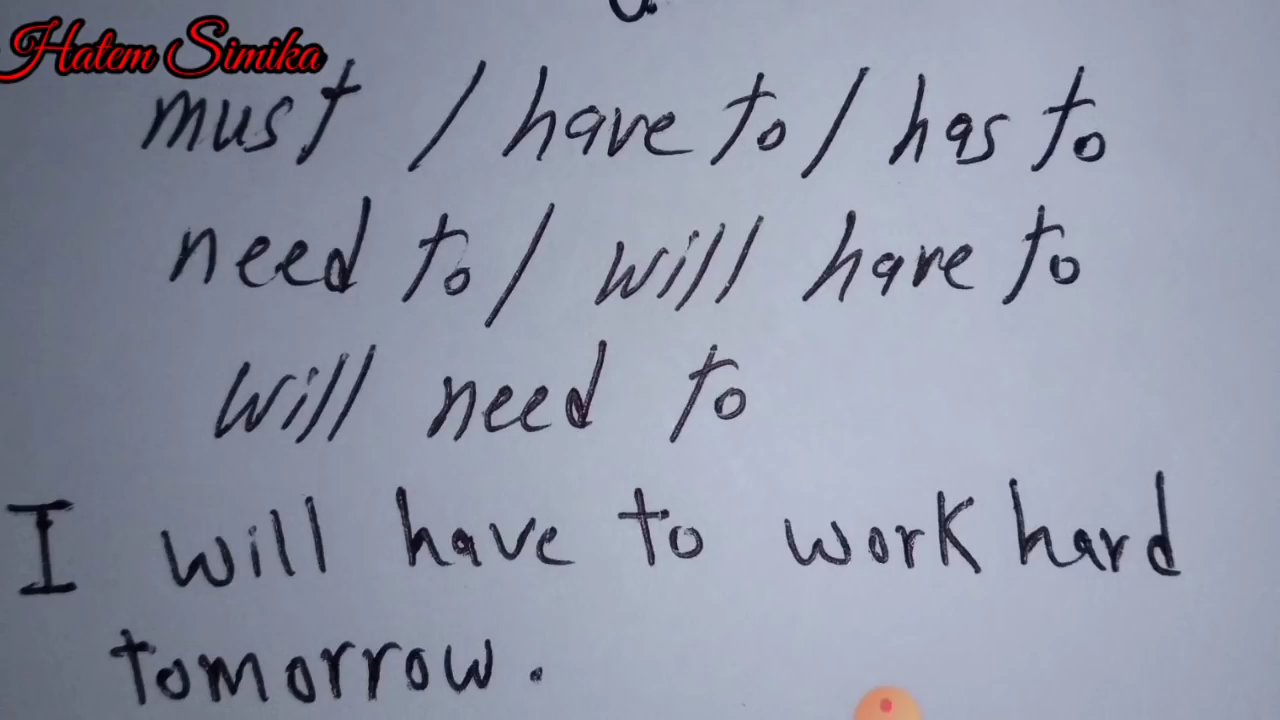 Hatem Simika
must / have to / has to
need to / will have to
will need to
I will have to work hard
tomorrow.